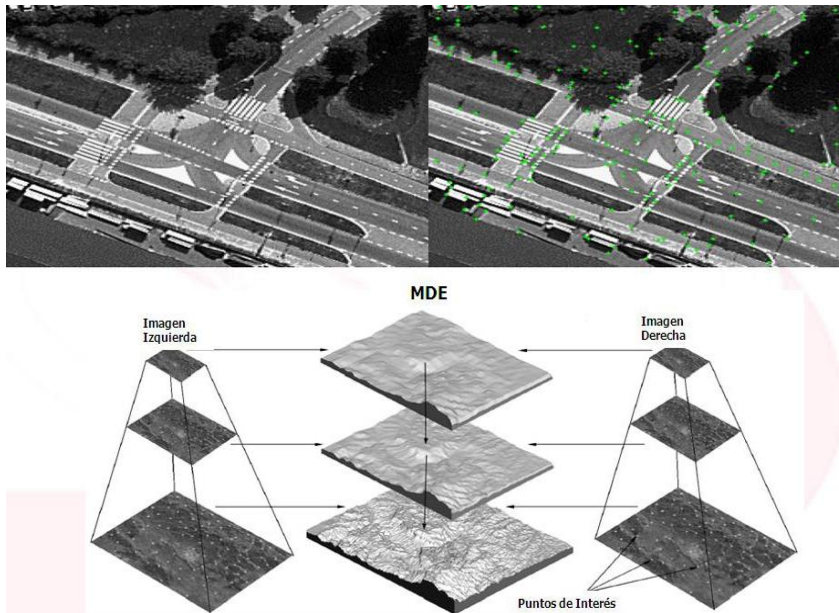 MDE
Imagen
Izquierda
Imagen
Derecha
Puntos de Interés